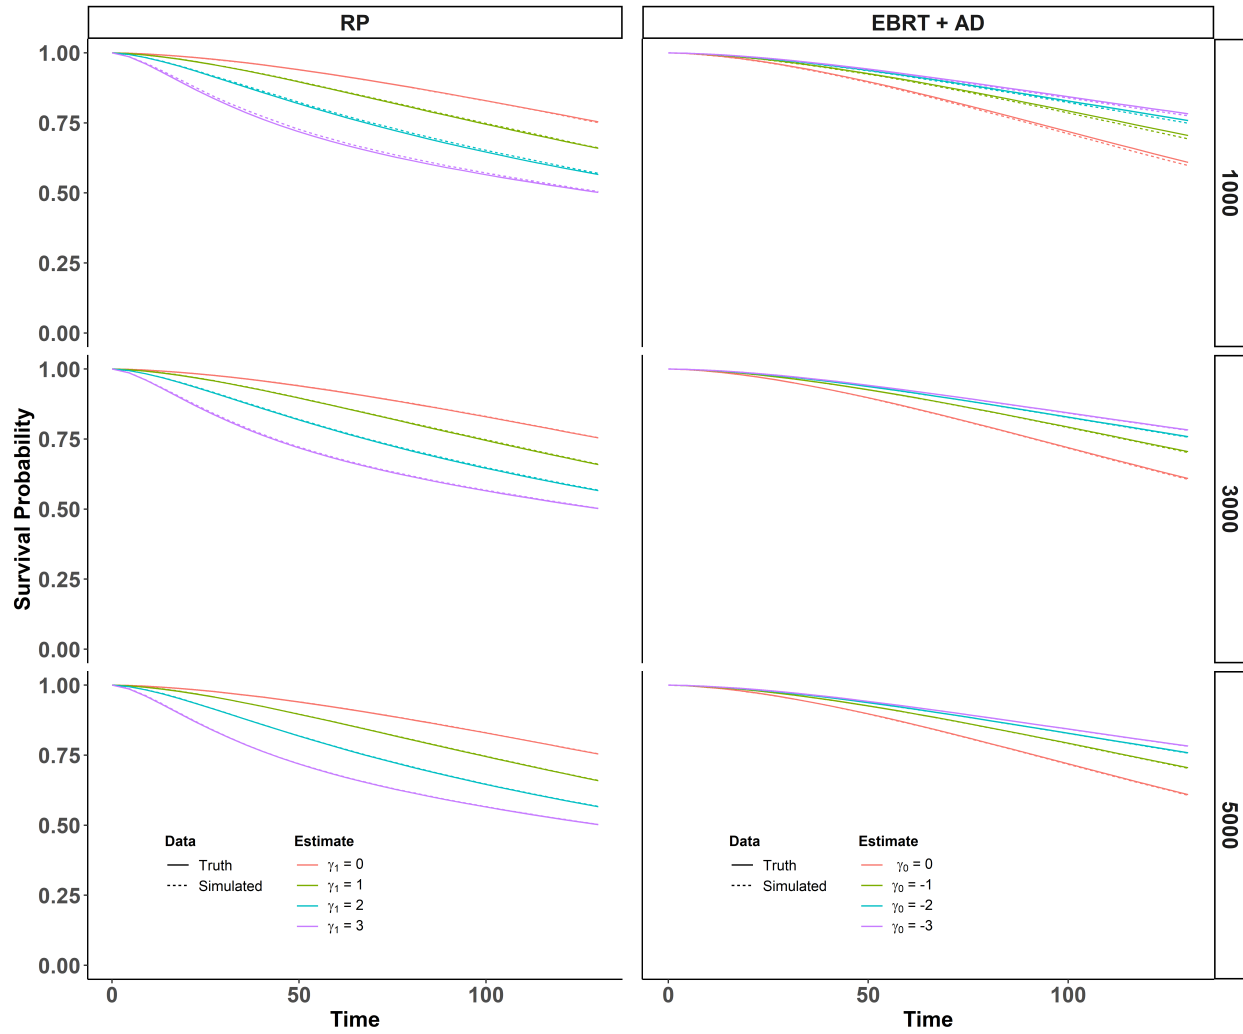 RP
EBRT + AD
1.00
0.75
0.50
0.25
0.00
1000
1.00
0.75
0.50
0.25
0.00
3000
Survival Probability
1.00
0.75
0.50
0.25
0.00
5000
Data
Truth
Simulated
Estimate
γ₁ = 0
γ₁ = 1
γ₁ = 2
γ₁ = 3
Data
Truth
Simulated
Estimate
γ₀ = 0
γ₀ = -1
γ₀ = -2
γ₀ = -3
0 50 100
0 50 100
Time
Time